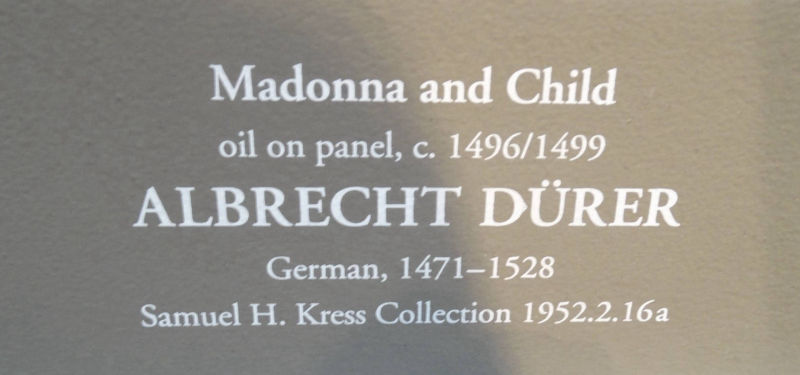 Madonna and Child
oil on panel, c. 1496/1499
ALBRECHT DÜRER
German, 1471–1528
Samuel H. Kress Collection 1952.2.16a